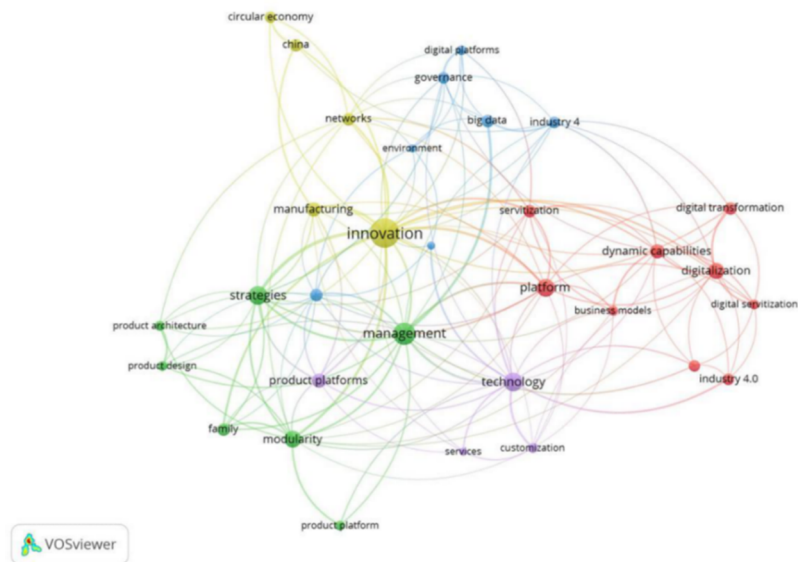 circular economy
china
digital platforms
governance
networks
big data
industry 4
environment
manufacturing
servitization
digital transformation
innovation
dynamic capabilities
digitalization
strategies
platform
digital servitization
business models
product architecture
management
product design
product platforms
technology
industry 4.0
family
modularity
customization
services
product platform
VOSviewer